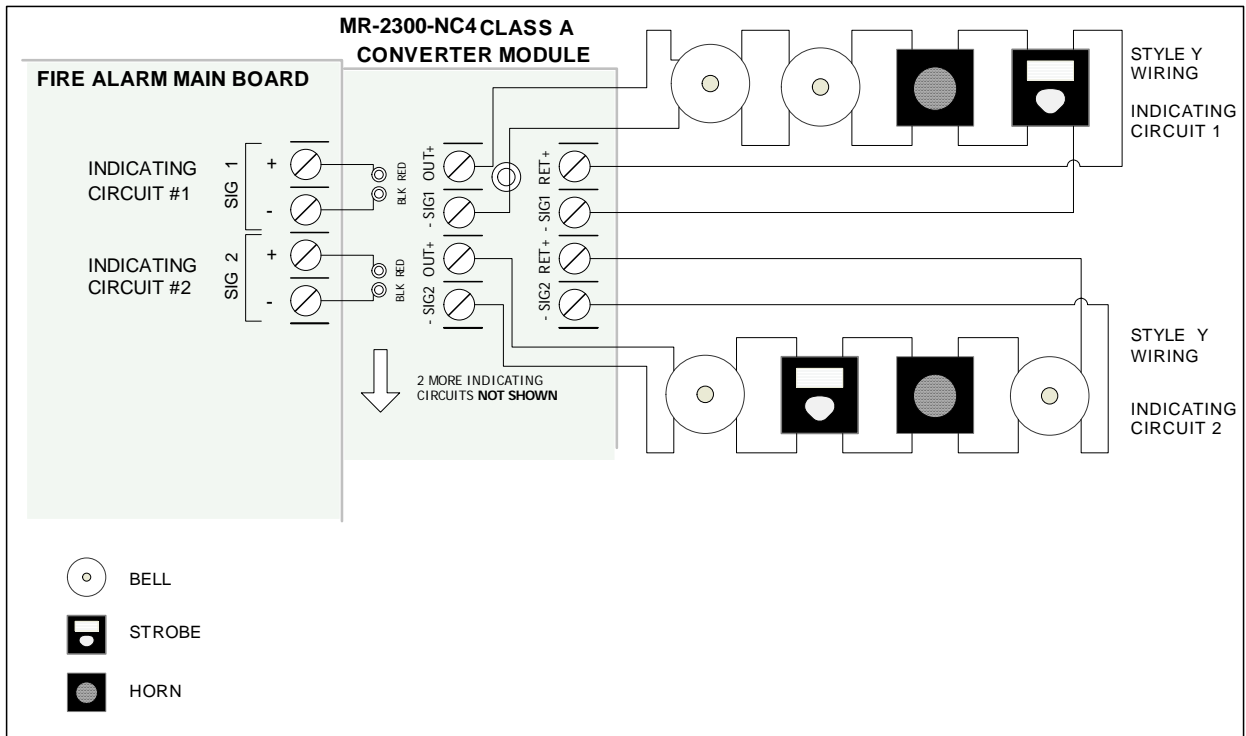 MR-2300-NC4 CLASS A
CONVERTER MODULE
FIRE ALARM MAIN BOARD
INDICATING
CIRCUIT #1
SIG 1
+
-
INDICATING
CIRCUIT #2
SIG 2
+
-
BLK RED
BLK RED
- SIG1 OUT+
- SIG2 OUT+
- SIG1 RET+
- SIG2 RET+
2 MORE INDICATING
CIRCUITS NOT SHOWN
STYLE Y
WIRING
INDICATING
CIRCUIT 1
STYLE Y
WIRING
INDICATING
CIRCUIT 2
BELL
STROBE
HORN